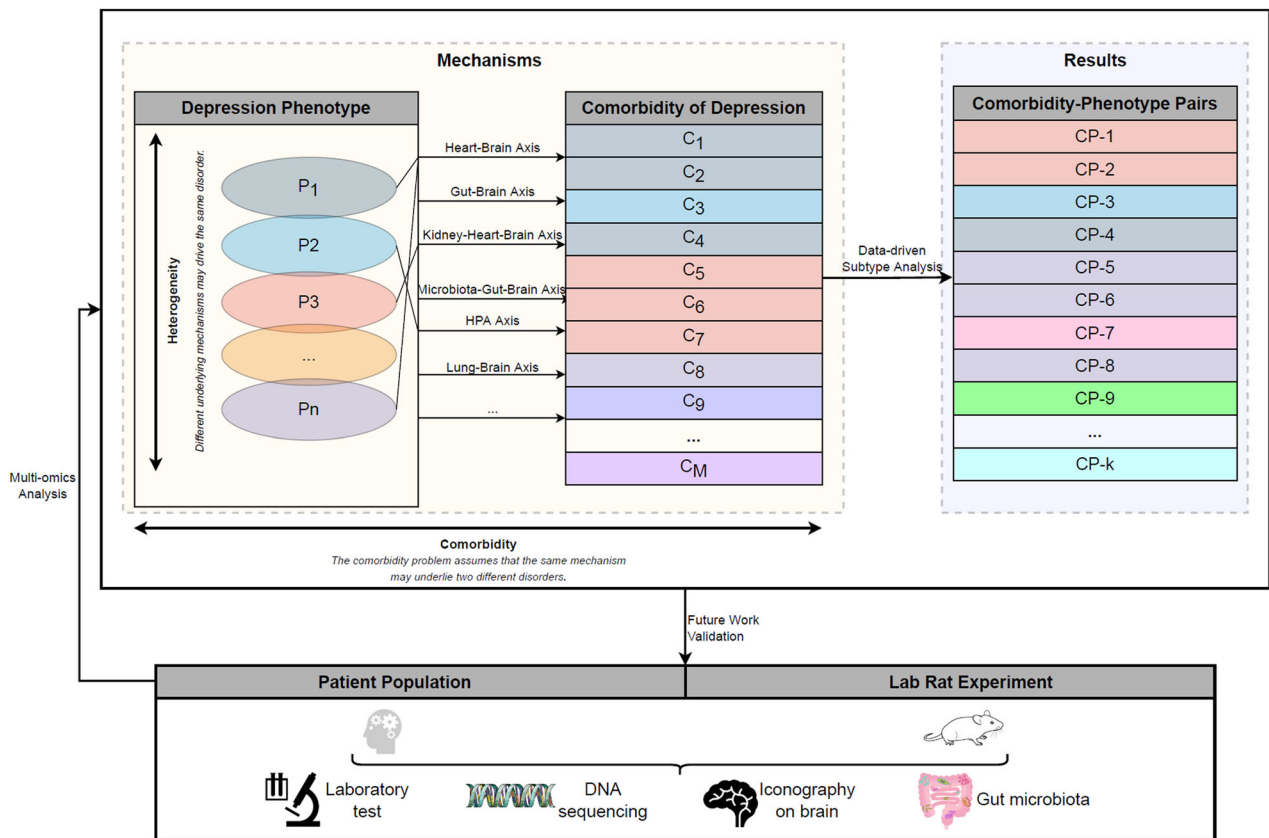 Mechanisms
Results
Depression Phenotype
Comorbidity of Depression
Comorbidity-Phenotype Pairs
Heterogeneity
Different underlying mechanisms may drive the same disorder.
P1
P2
P3
...
Pn
Heart-Brain Axis
Gut-Brain Axis
Kidney-Heart-Brain Axis
Microbiota-Gut-Brain Axis
HPA Axis
Lung-Brain Axis
...
C1
C2
C3
C4
C5
C6
C7
C8
C9
...
CM
Data-driven
Subtype Analysis
CP-1
CP-2
CP-3
CP-4
CP-5
CP-6
CP-7
CP-8
CP-9
...
CP-k
Comorbidity
The comorbidity problem assumes that the same mechanism
may underlie two different disorders.
Multi-omics
Analysis
Future Work
Validation
Patient Population
Lab Rat Experiment
Laboratory
test
DNA
sequencing
Iconography
on brain
Gut microbiota